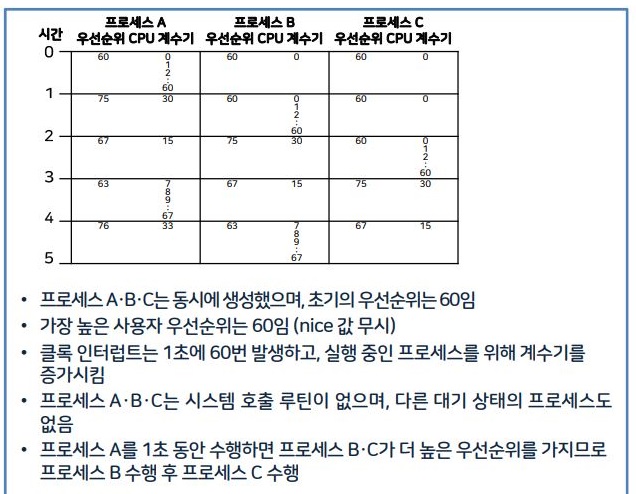 프로세스 A 프로세스 B 프로세스 C
시간 우선순위 CPU 계수기 우선순위 CPU 계수기 우선순위 CPU 계수기
0 60 0 60 0 60 0
1
2
:
60
1 75 30 60 0 60 0
1
2
:
60
2 67 15 75 30 60 0
1
2
:
60
3 63 7 67 15 75 30
8
9
:
67
4 76 33 63 7 67 15
8
9
:
67
5
• 프로세스 A·B·C는 동시에 생성했으며, 초기의 우선순위는 60임
• 가장 높은 사용자 우선순위는 60임 (nice 값 무시)
• 클록 인터럽트는 1초에 60번 발생하고, 실행 중인 프로세스를 위해 계수기를
증가시킴
• 프로세스 A·B·C는 시스템 호출 루틴이 없으며, 다른 대기 상태의 프로세스도
없음
• 프로세스 A를 1초 동안 수행하면 프로세스 B·C가 더 높은 우선순위를 가지므로
프로세스 B 수행 후 프로세스 C 수행